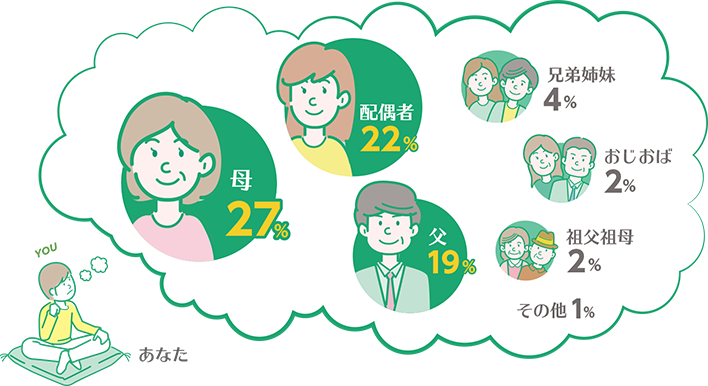 母
27%
配偶者
22%
父
19%
兄弟姉妹
4%
おじおば
2%
祖父祖母
2%
その他 1%
YOU
あなた